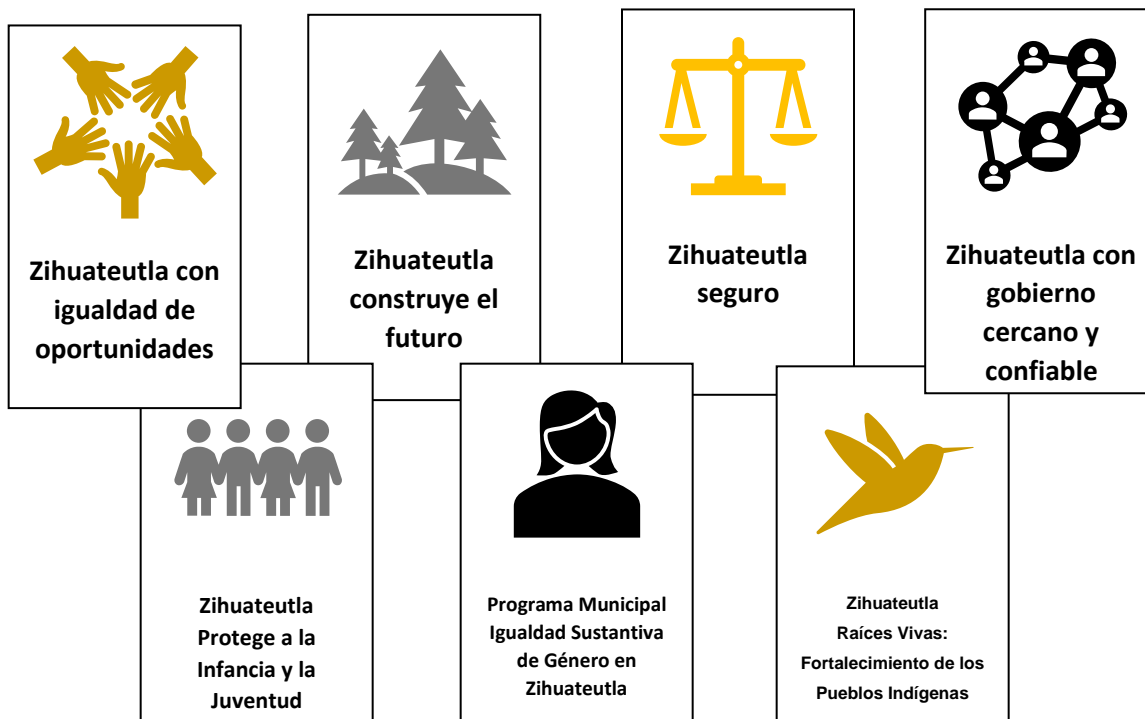 Zihuateutla con
igualdad de
oportunidades
Zihuateutla
construye el
futuro
Zihuateutla
seguro
Zihuateutla con
gobierno
cercano y
confiable
Zihuateutla
Protege a la
Infancia y la
Juventud
Programa Municipal
Igualdad Sustantiva
de Género en
Zihuateutla
Zihuateutla
Raíces Vivas:
Fortalecimiento de los
Pueblos Indígenas